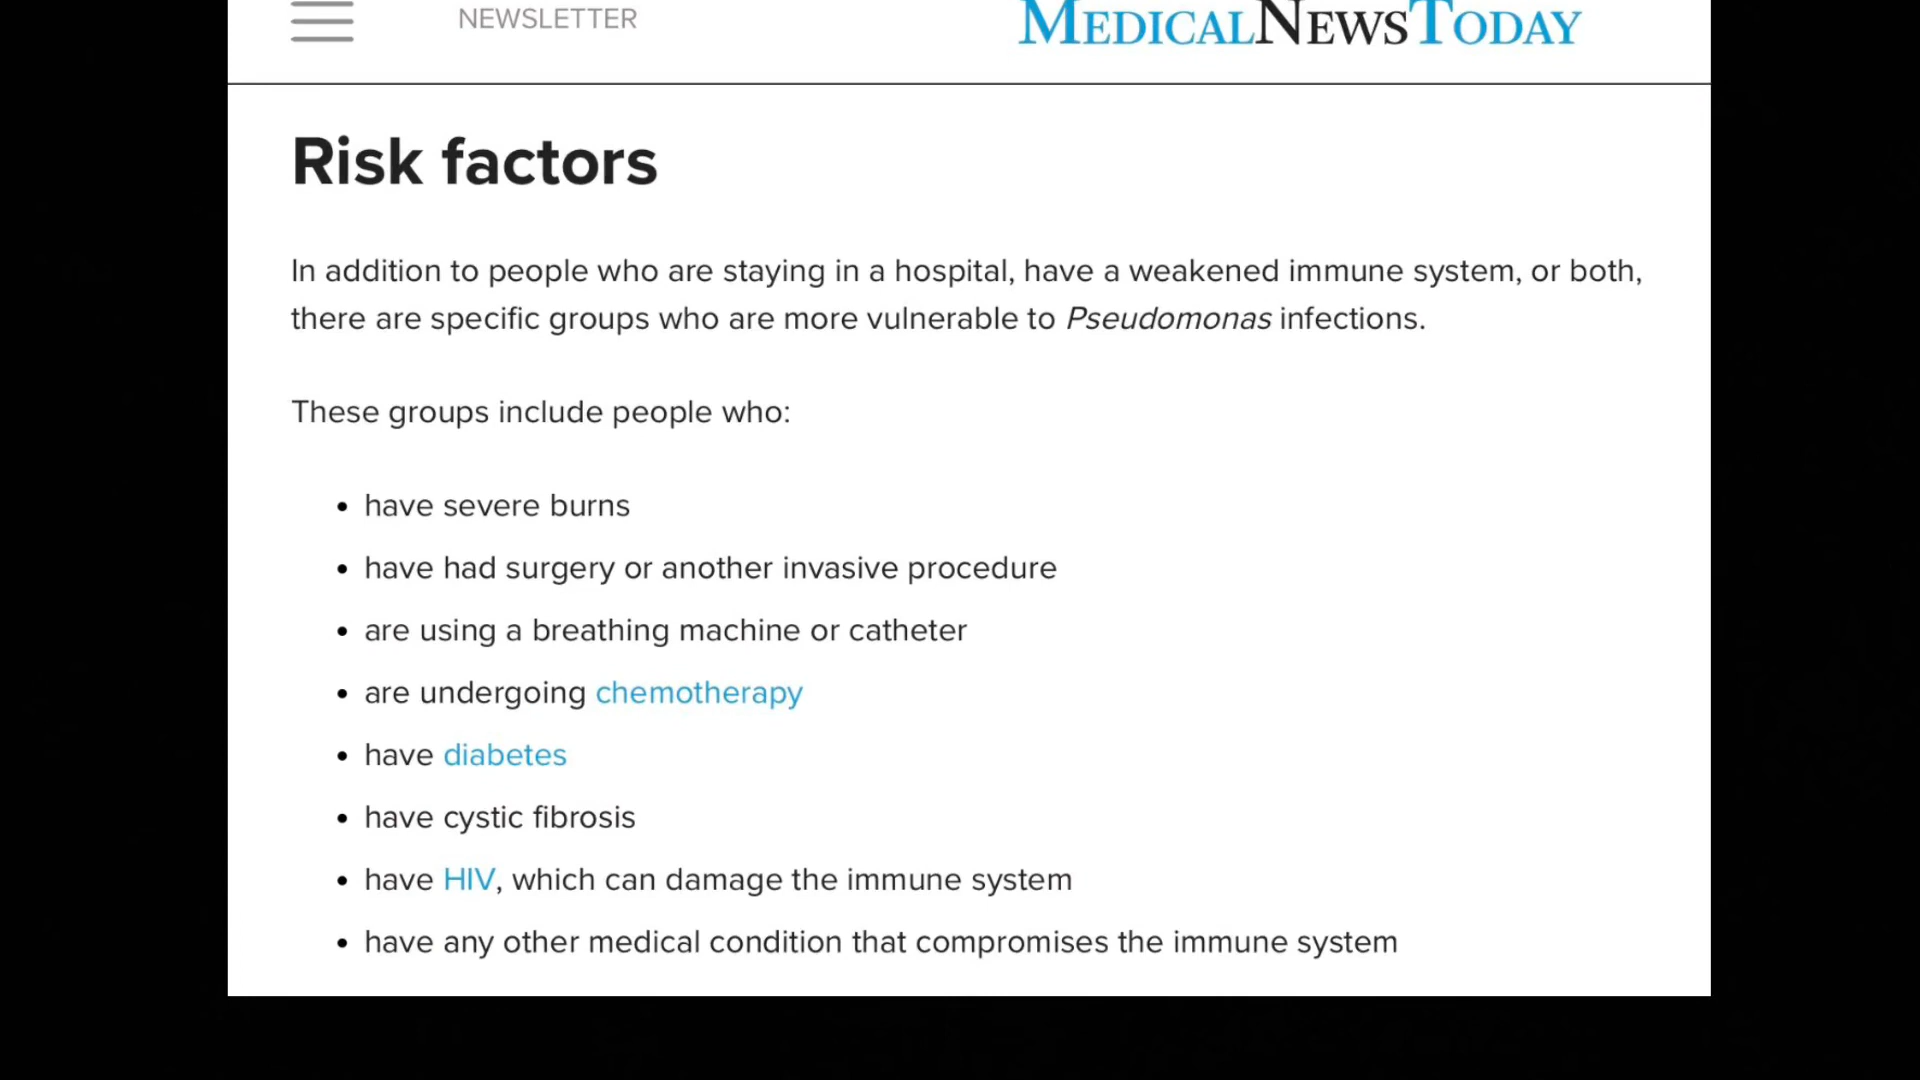 NEWSLETTER
MEDICALNEWSTODAY
Risk factors
In addition to people who are staying in a hospital, have a weakened immune system, or both,
there are specific groups who are more vulnerable to Pseudomonas infections.
These groups include people who:
• have severe burns
• have had surgery or another invasive procedure
• are using a breathing machine or catheter
• are undergoing chemotherapy
• have diabetes
• have cystic fibrosis
• have HIV, which can damage the immune system
• have any other medical condition that compromises the immune system